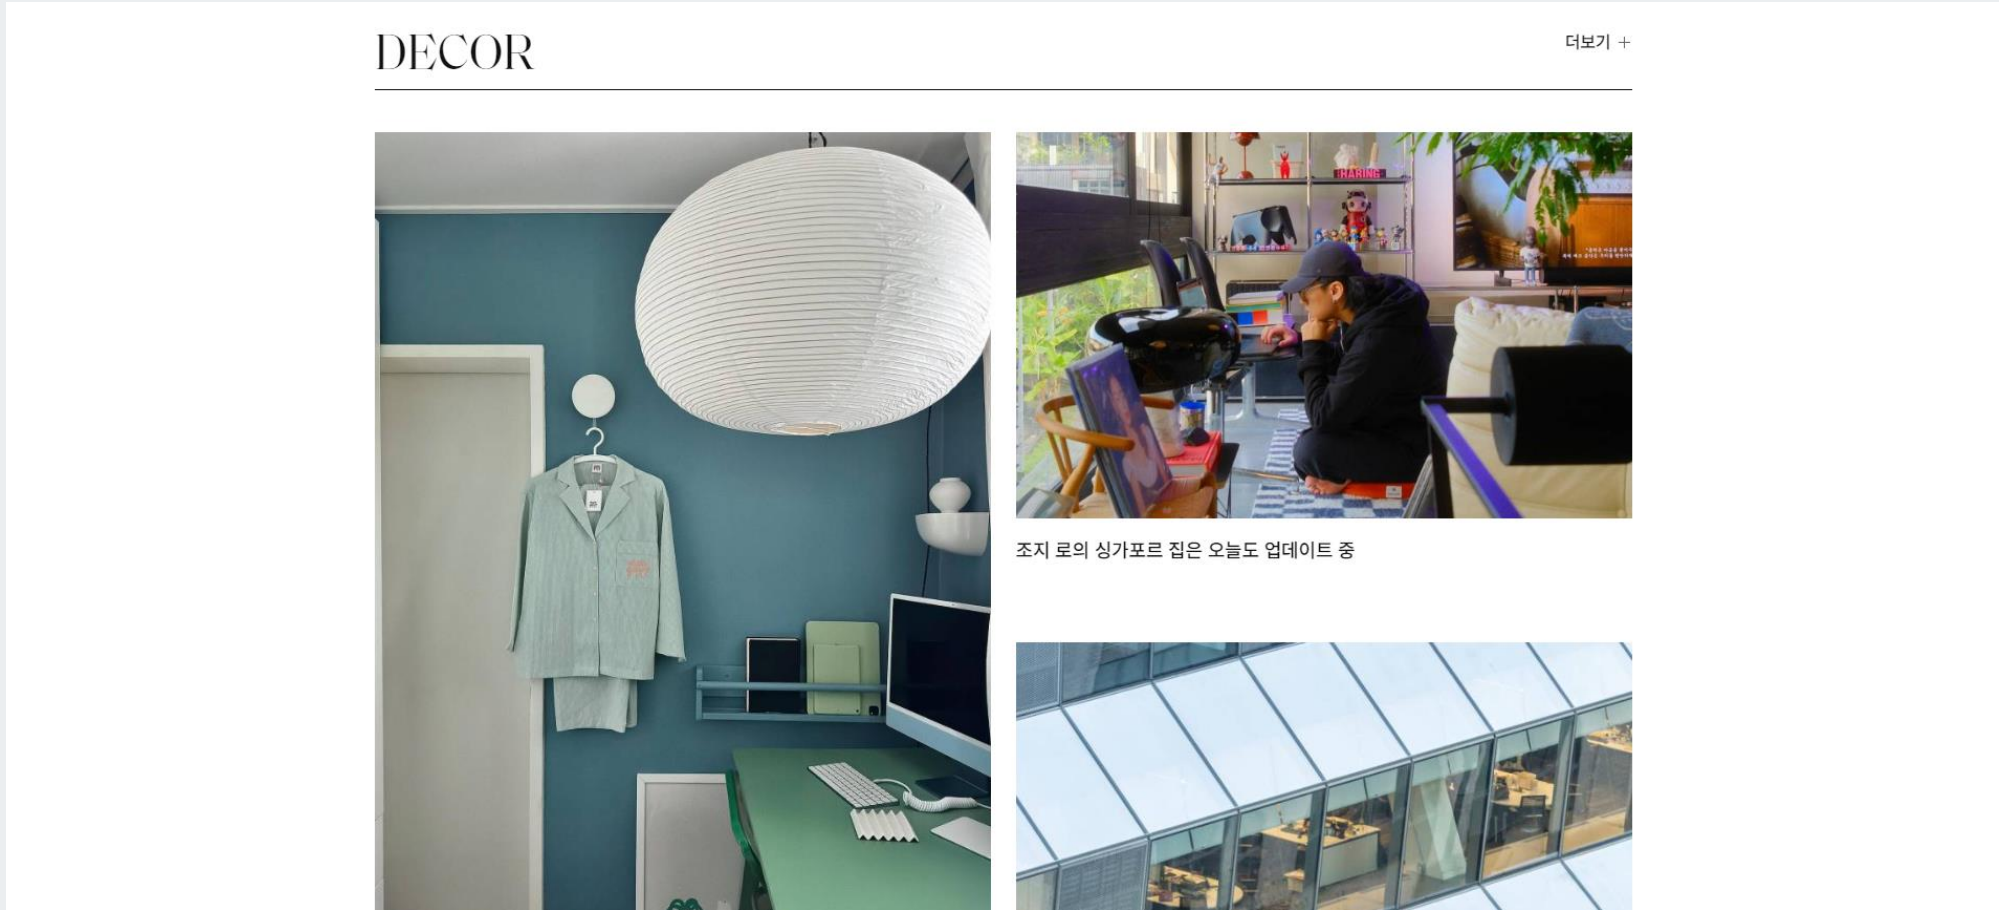 DECOR
더보기 +
HARING
조지 로의 싱가포르 집은 오늘도 업데이트 중